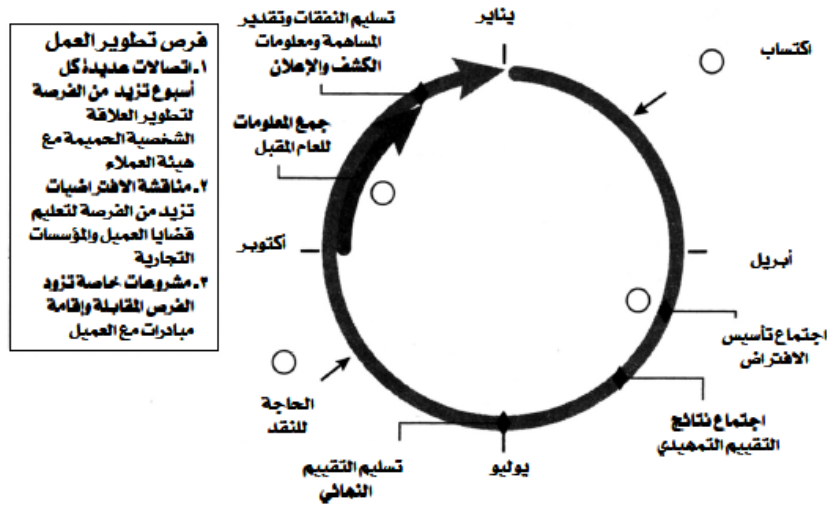 فرص تطوير العمل
١. اتصالات عديدة كل
أسبوع تزيد من الفرصة
لتطوير العلاقة
الشخصية الحميمة مع
هيئة العملاء
٢. مناقشة الافتراضيات
تزيد من الفرصة لتعليم
قضايا العميل والمؤسسات
التجارية
٣. مشروعات خاصة تزود
الفرص المقابلة وإقامة
مبادرات مع العميل
يناير
اكتساب
أبريل
اجتماع تأسيس
الافتراض
اجتماع نتائج
التقييم التمهيدي
يوليو
تسليم التقييم
النهائي
الحاجة
للنقد
أكتوبر
جمع المعلومات
للعام المقبل
تسليم النفقات وتقدير
المساهمة ومعلومات
الكشف والإعلان